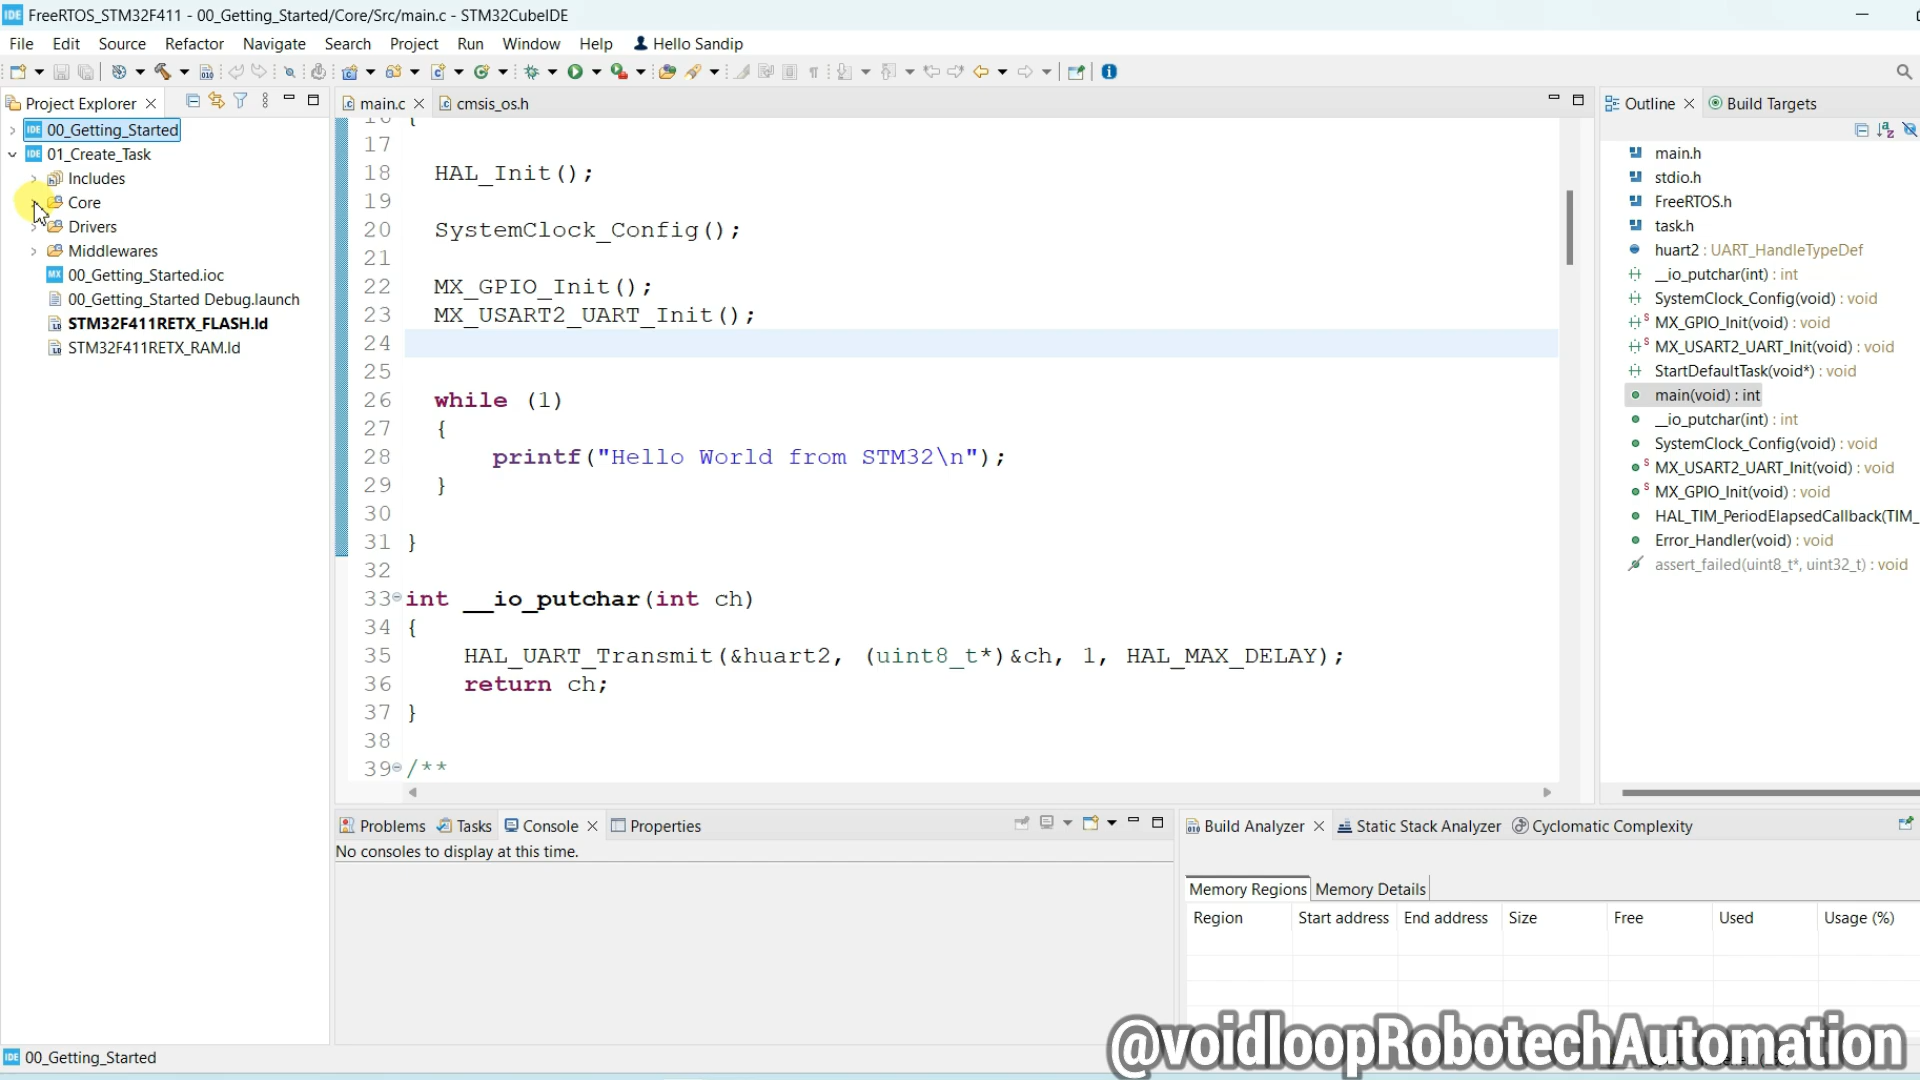 FreeRTOS_STM32F411 - 00_Getting_Started/Core/Src/main.c - STM32CubeIDE
File Edit Source Refactor Navigate Search Project Run Window Help Hello Sandip
Project Explorer
00_Getting_Started
01_Create_Task
Includes
Core
Drivers
Middlewares
00_Getting_Started.ioc
00_Getting_Started Debug.launch
STM32F411RETX_FLASH.ld
STM32F411RETX_RAM.ld
main.c cmsis_os.h
16 {
17
18 HAL_Init();
19
20 SystemClock_Config();
21
22 MX_GPIO_Init();
23 MX_USART2_UART_Init();
24
25
26 while (1)
27 {
28 printf("Hello World from STM32\n");
29 }
30
31 }
32
33 int __io_putchar(int ch)
34 {
35 HAL_UART_Transmit(&huart2, (uint8_t*)&ch, 1, HAL_MAX_DELAY);
36 return ch;
37 }
38
39 /**
Outline Build Targets
main.h
stdio.h
FreeRTOS.h
task.h
huart2 : UART_HandleTypeDef
__io_putchar(int) : int
SystemClock_Config(void) : void
MX_GPIO_Init(void) : void
MX_USART2_UART_Init(void) : void
StartDefaultTask(void*) : void
main(void) : int
__io_putchar(int) : int
SystemClock_Config(void) : void
MX_USART2_UART_Init(void) : void
MX_GPIO_Init(void) : void
HAL_TIM_PeriodElapsedCallback(TIM_
Error_Handler(void) : void
assert_failed(uint8_t*, uint32_t) : void
Problems Tasks Console Properties
No consoles to display at this time.
Build Analyzer Static Stack Analyzer Cyclomatic Complexity
Memory Regions Memory Details
Region Start address End address Size Free Used Usage (%)
@voidloopRobotechAutomation
00_Getting_Started